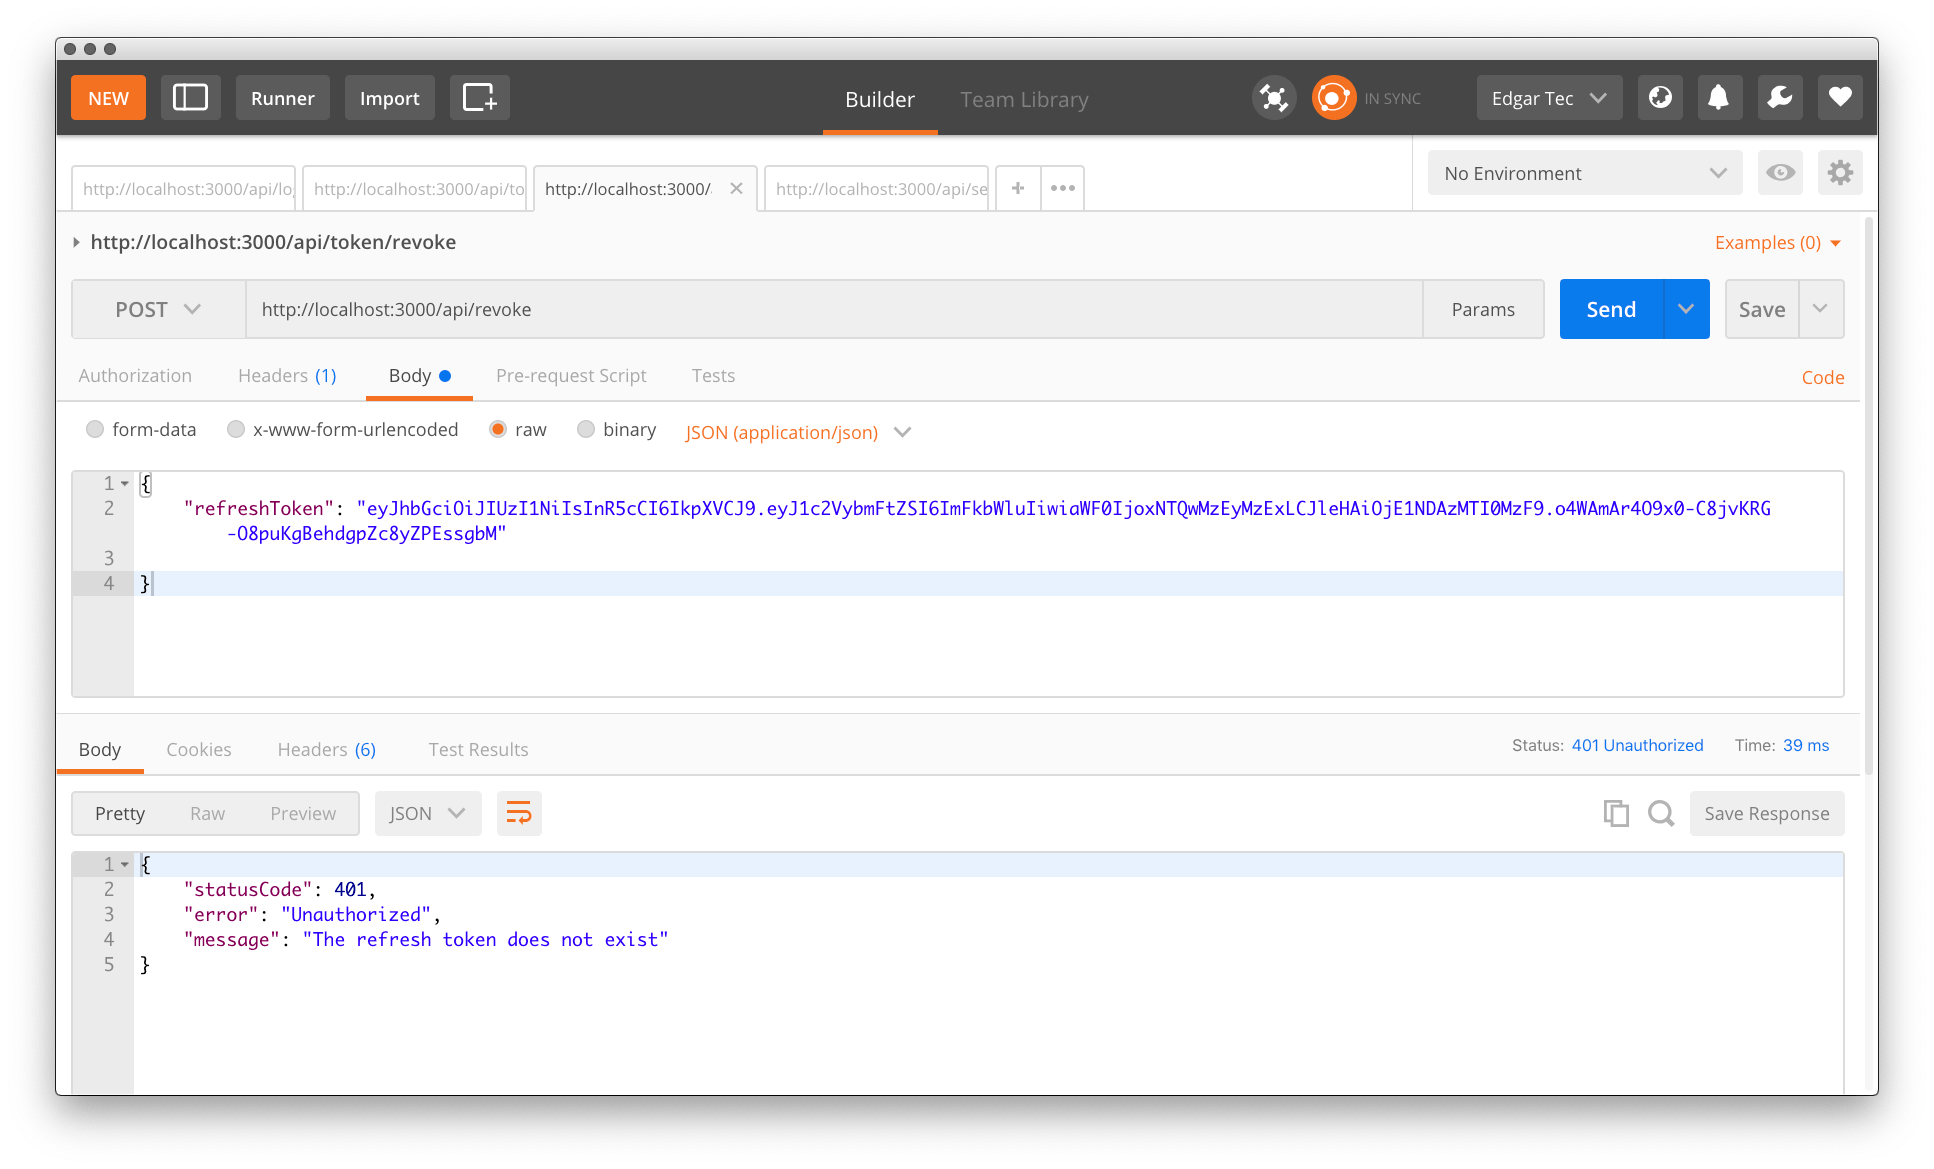 NEW
Runner
Import
Builder
Team Library
IN SYNC
Edgar Tec
http://localhost:3000/api/lo
http://localhost:3000/api/to
http://localhost:3000/
http://localhost:3000/api/se
No Environment
http://localhost:3000/api/token/revoke
Examples (0)
POST
http://localhost:3000/api/revoke
Params
Send
Save
Authorization
Headers (1)
Body
Pre-request Script
Tests
Code
form-data
x-www-form-urlencoded
raw
binary
JSON (application/json)
1 {
2 "refreshToken": "eyJhbGciOiJIUzI1NiIsInR5cCI6IkpXVCJ9.eyJ1c2VybmFtZSI6ImFkbWluIiwiaWF0IjoxNTQwMzEyMzExLCJleHAiOjE1NDAzMTI0MzF9.o4WAmAr4O9x0-C8jvKRG
-O8puKgBehdgpZc8yZPEssgbM"
3
4 }
Body
Cookies
Headers (6)
Test Results
Status: 401 Unauthorized
Time: 39 ms
Pretty
Raw
Preview
JSON
Save Response
1 {
2 "statusCode": 401,
3 "error": "Unauthorized",
4 "message": "The refresh token does not exist"
5 }